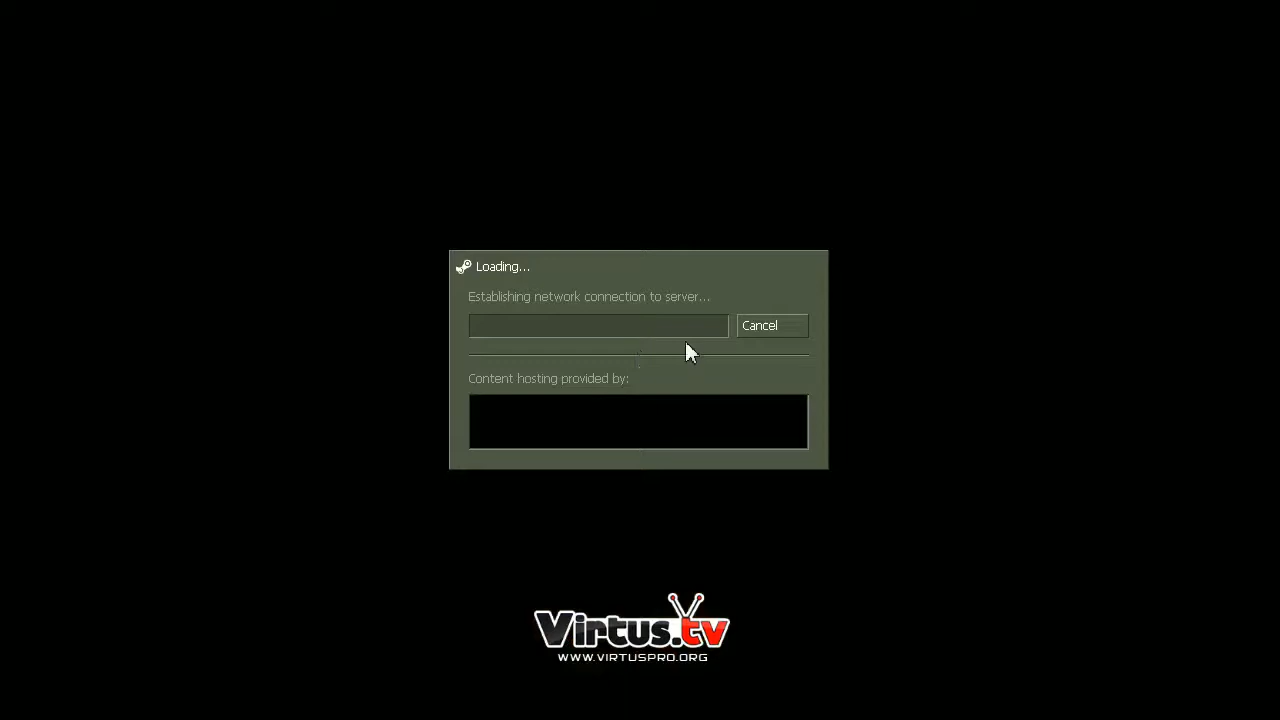 Loading...
Establishing network connection to server...
Cancel
Content hosting provided by:
Virtus.tv
WWW.VIRTUSPRO.ORG